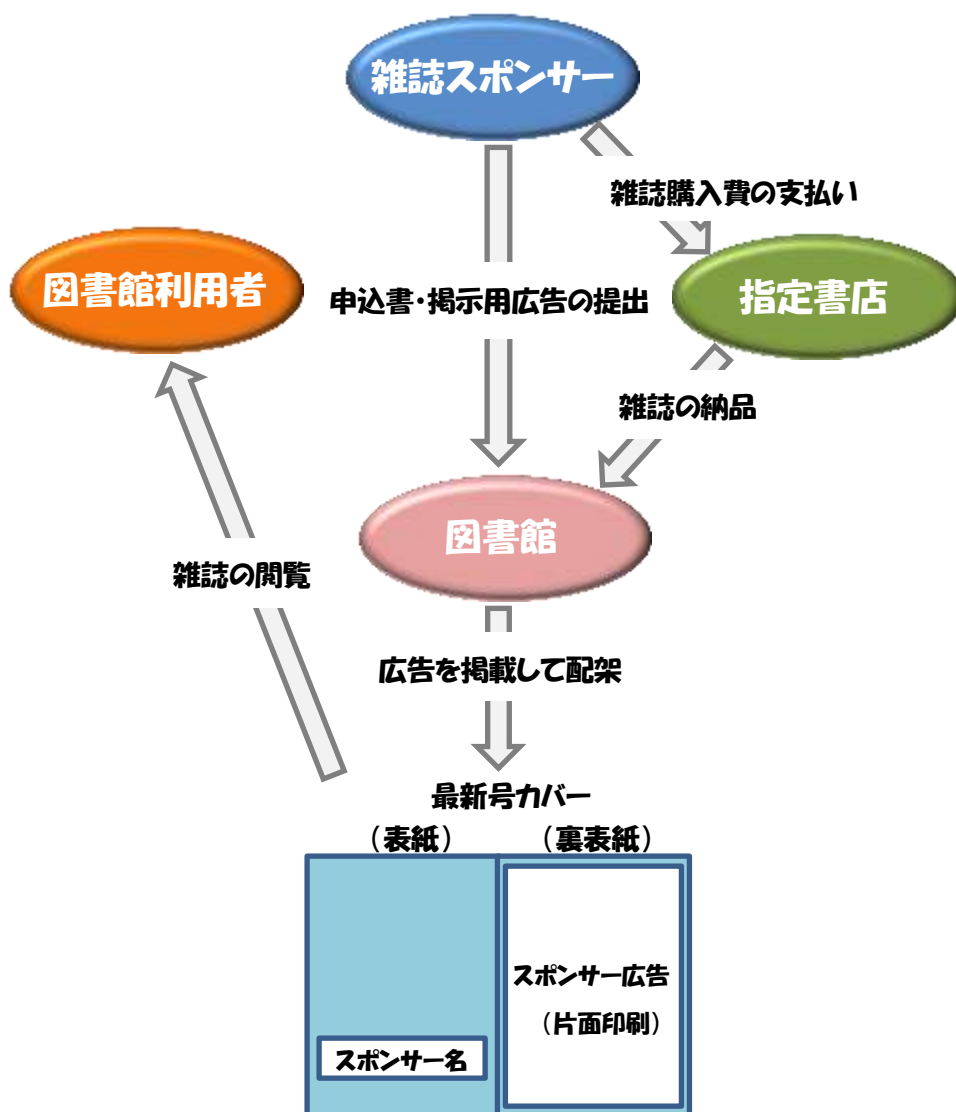 雑誌スポンサー
雑誌購入費の支払い
図書館利用者
申込書・掲示用広告の提出
指定書店
雑誌の納品
図書館
雑誌の閲覧
広告を掲載して配架
最新号カバー
（表紙）
（裏表紙）
スポンサー広告
（片面印刷）
スポンサー名